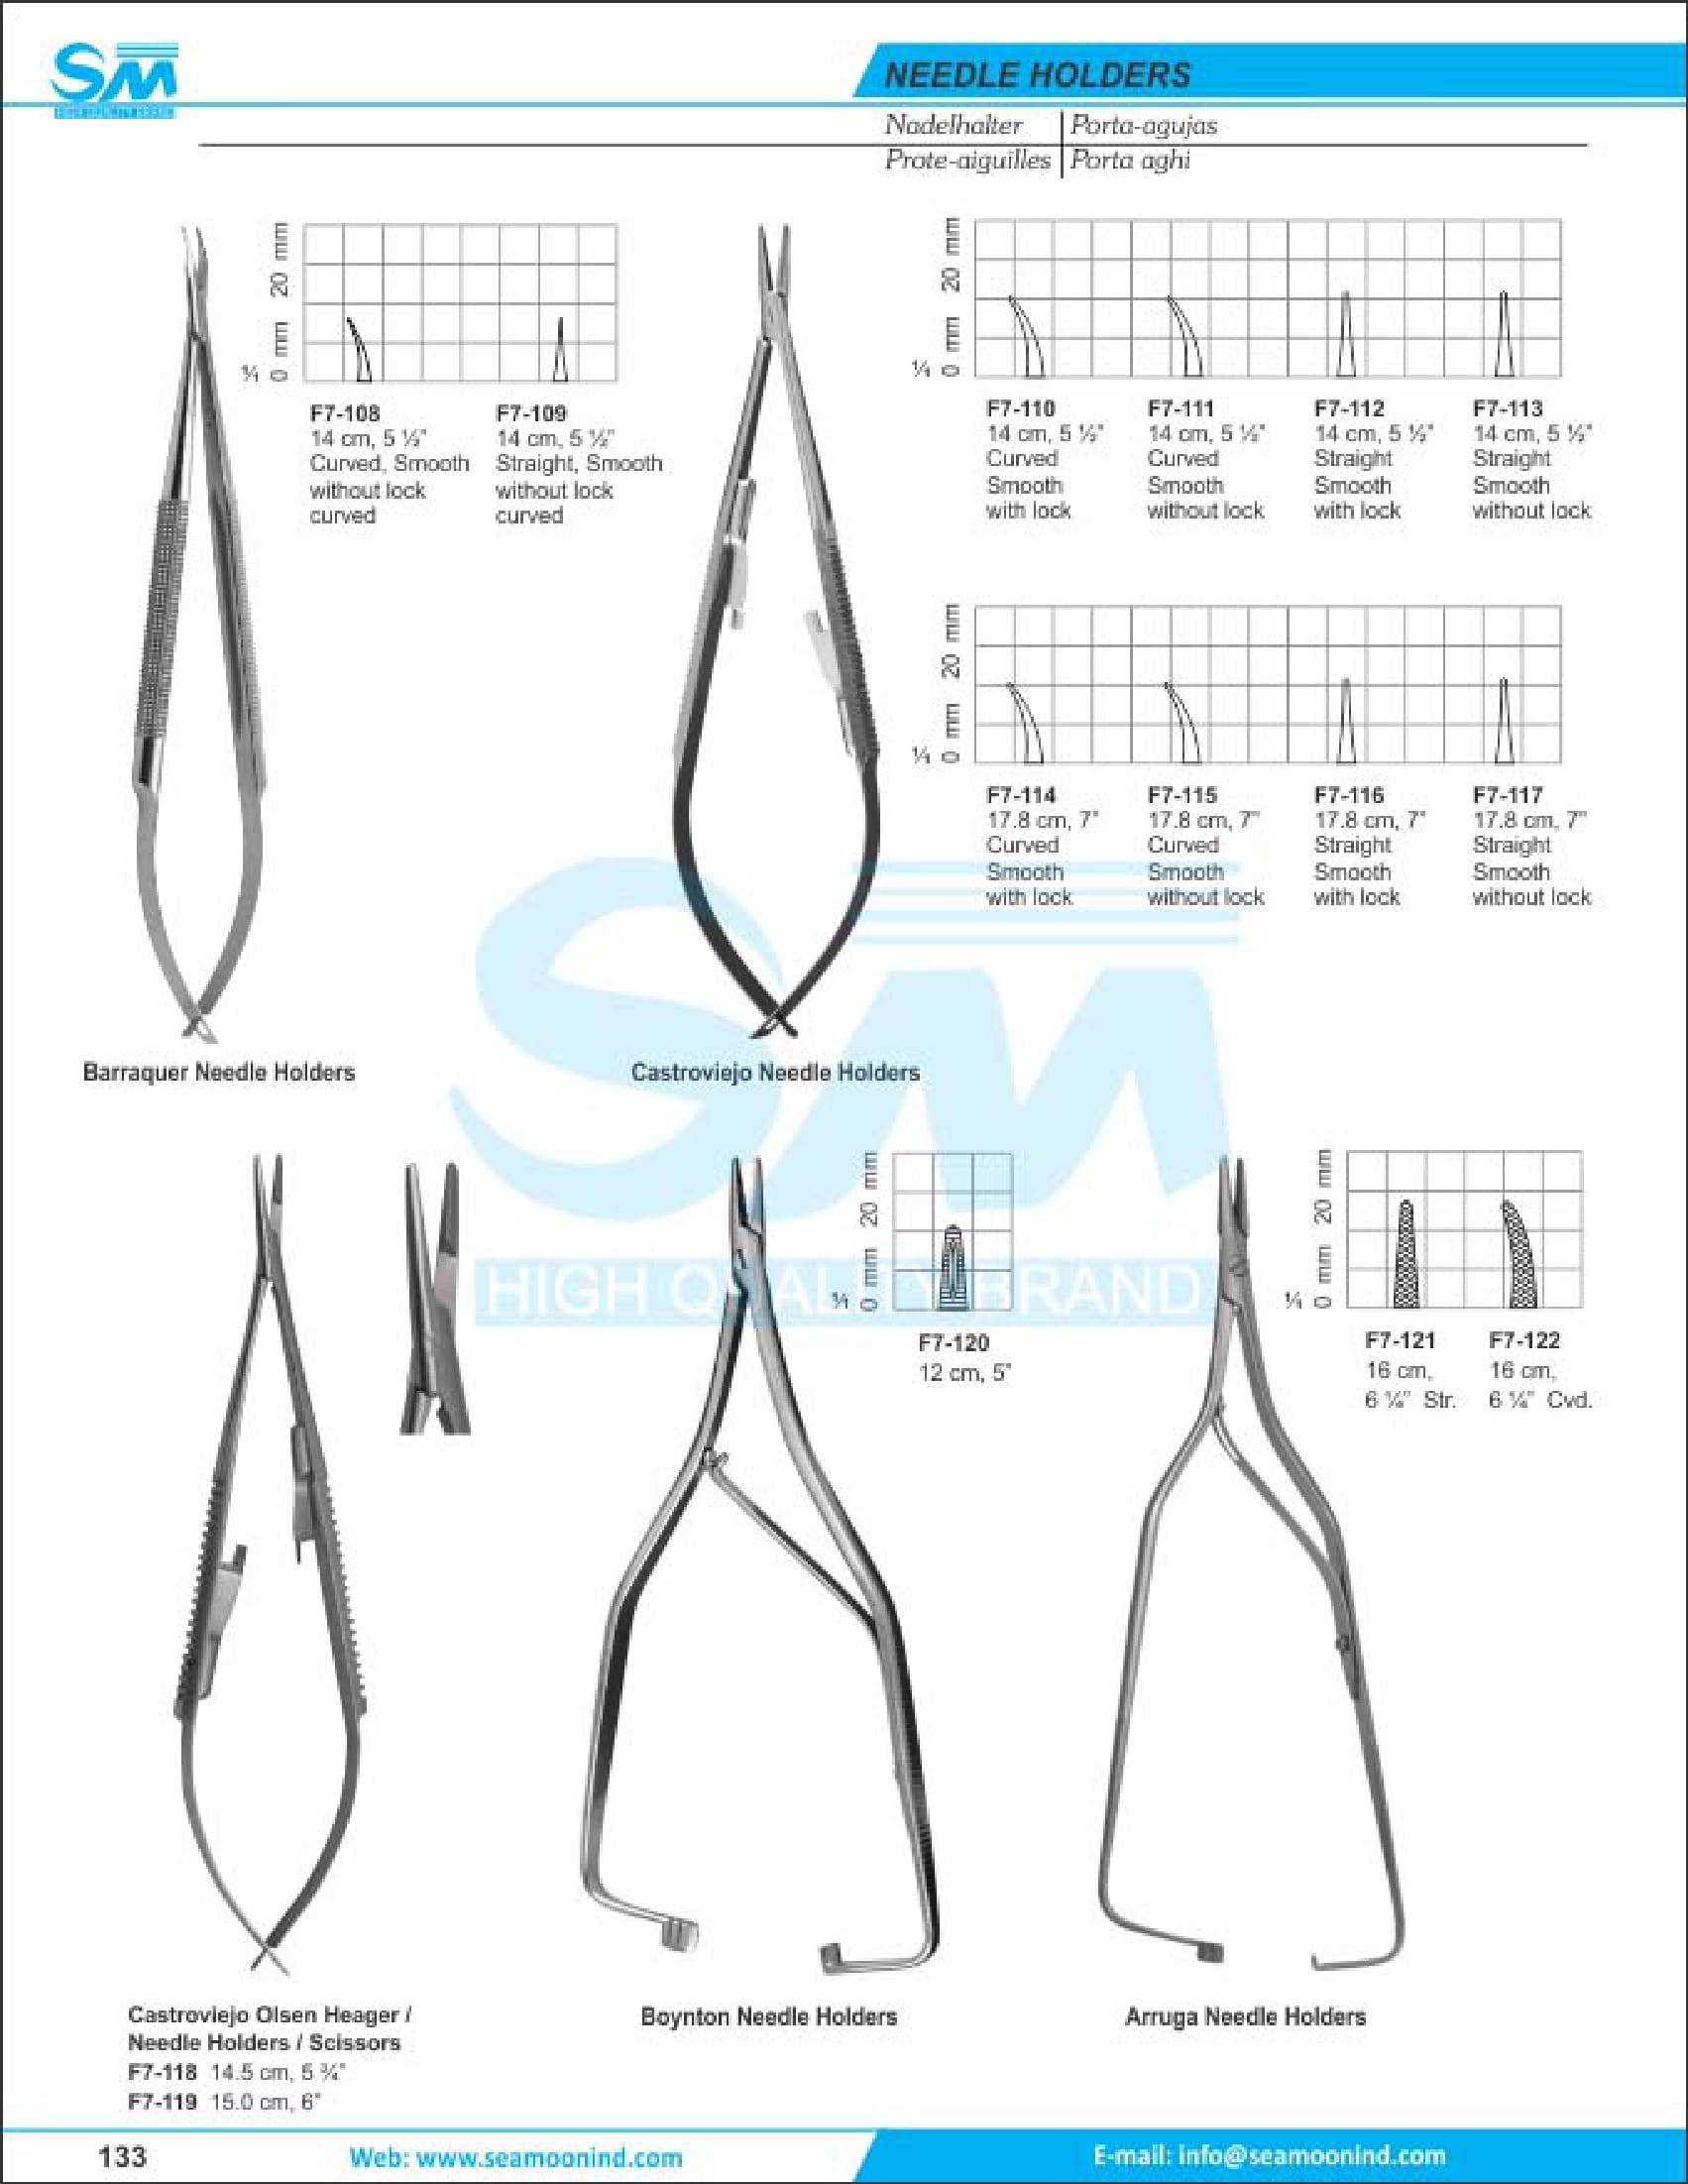 SM
NEEDLE HOLDERS
Nadelhalter Porta-agujas
Prote-aiguilles Porta aghi
20 mm
0 mm
¼
F7-108
14 cm, 5 ½"
Curved, Smooth
without lock
curved
F7-109
14 cm, 5 ½"
Straight, Smooth
without lock
curved
20 mm
0 mm
¼
F7-110
14 cm, 5 ½"
Curved
Smooth
with lock
F7-111
14 cm, 5 ½"
Curved
Smooth
without lock
F7-112
14 cm, 5 ½"
Straight
Smooth
with lock
F7-113
14 cm, 5 ½"
Straight
Smooth
without lock
20 mm
0 mm
¼
F7-114
17.8 cm, 7"
Curved
Smooth
with lock
F7-115
17.8 cm, 7"
Curved
Smooth
without lock
F7-116
17.8 cm, 7"
Straight
Smooth
with lock
F7-117
17.8 cm, 7"
Straight
Smooth
without lock
Barraquer Needle Holders
Castroviejo Needle Holders
SM
HIGH QUALITY BRAND
20 mm
0 mm
¼
F7-120
12 cm, 5"
20 mm
0 mm
¼
F7-121
16 cm,
6 ¼" Str.
F7-122
16 cm,
6 ¼" Cvd.
Castroviejo Olsen Heager /
Needle Holders / Scissors
F7-118 14.5 cm, 5 ¾"
F7-119 15.0 cm, 6"
Boynton Needle Holders
Arruga Needle Holders
133
Web: www.seamoonind.com
E-mail: info@seamoonind.com